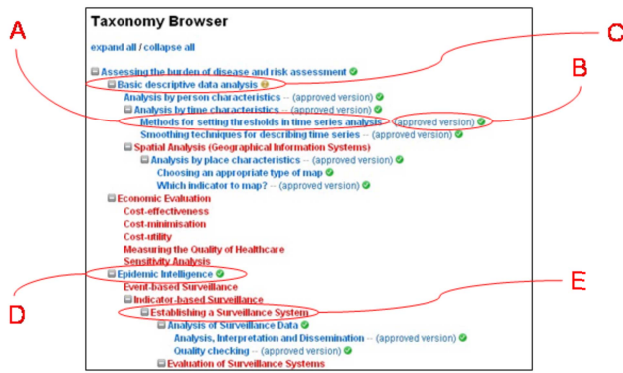 Taxonomy Browser
A
C
expand all / collapse all
B
Assessing the burden of disease and risk assessment
Basic descriptive data analysis
Analysis by person characteristics -- (approved version)
Analysis by time characteristics -- (approved version)
Methods for setting thresholds in time series analysis (approved version)
Smoothing techniques for describing time series -- (approved version)
Spatial Analysis (Geographical Information Systems)
Analysis by place characteristics -- (approved version)
Choosing an appropriate type of map
Which indicator to map? -- (approved version)
Economic Evaluation
Cost-effectiveness
Cost-minimisation
Cost-utility
Measuring the Quality of Healthcare
Sensitivity Analysis
Epidemic Intelligence
Event-based Surveillance
E
Indicator-based Surveillance
D
Establishing a Surveillance System
Analysis of Surveillance Data
Analysis, Interpretation and Dissemination -- (approved version)
Quality checking -- (approved version)
Evaluation of Surveillance Systems